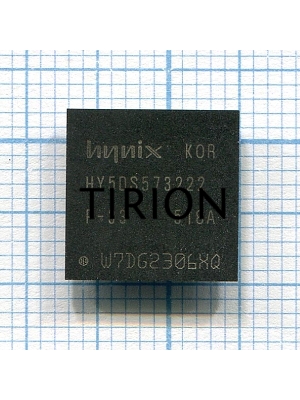 hynix KOR
HY5DS573222
TIRION
W7DG2306XQ